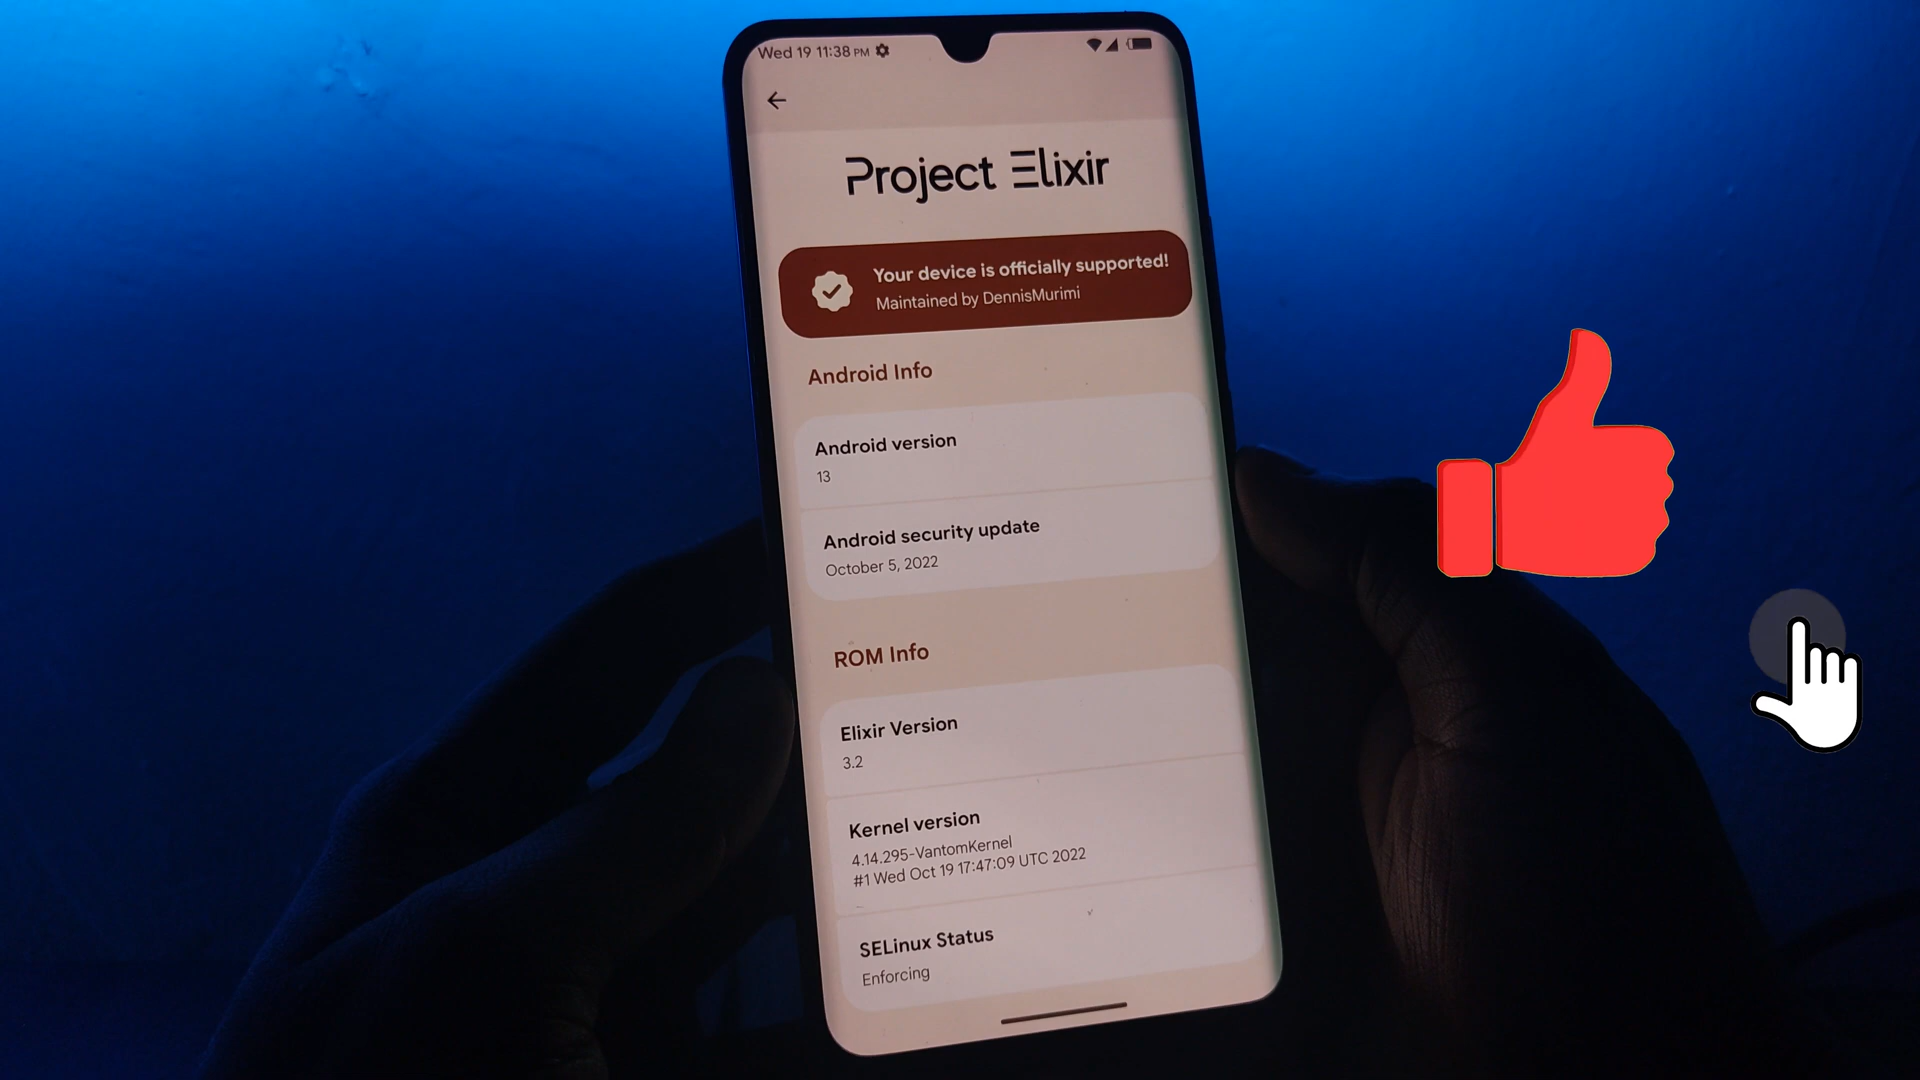 Wed 19 11:38 PM
Project Elixir
Your device is officially supported!
Maintained by DennisMurimi
Android Info
Android version
13
Android security update
October 5, 2022
ROM Info
Elixir Version
3.2
Kernel version
4.14.295-VantomKernel
#1 Wed Oct 19 17:47:09 UTC 2022
SELinux Status
Enforcing